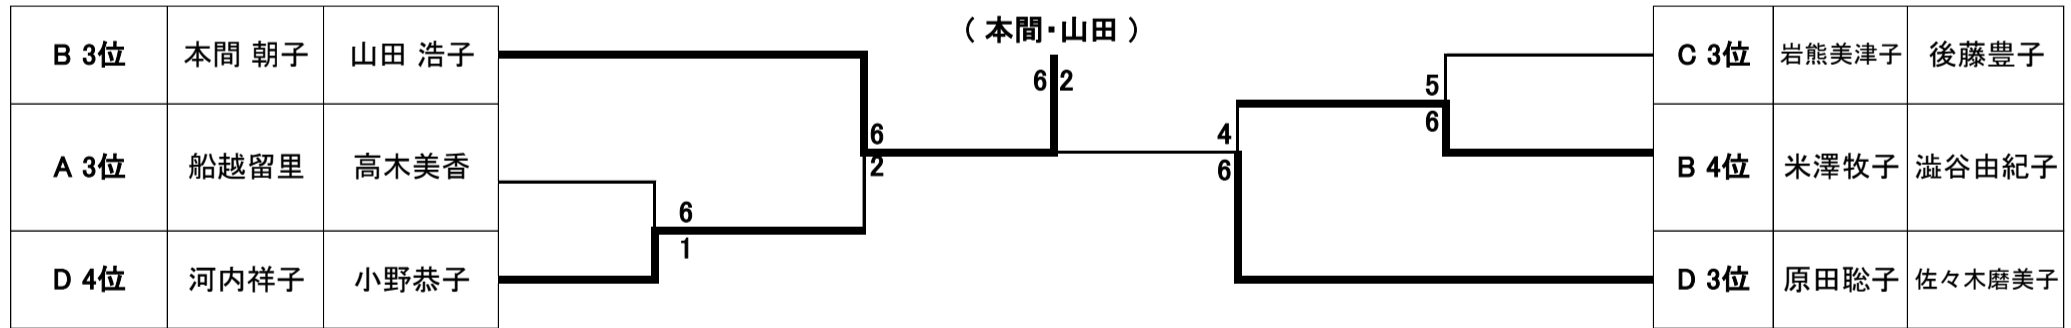 ( 本間・山田 )
B 3位 本間 朝子 山田 浩子
A 3位 船越留里 高木美香
D 4位 河内祥子 小野恭子
6 2
6
2
6
1
4
6
5
6
C 3位 岩熊美津子 後藤豊子
B 4位 米澤牧子 澁谷由紀子
D 3位 原田聡子 佐々木磨美子